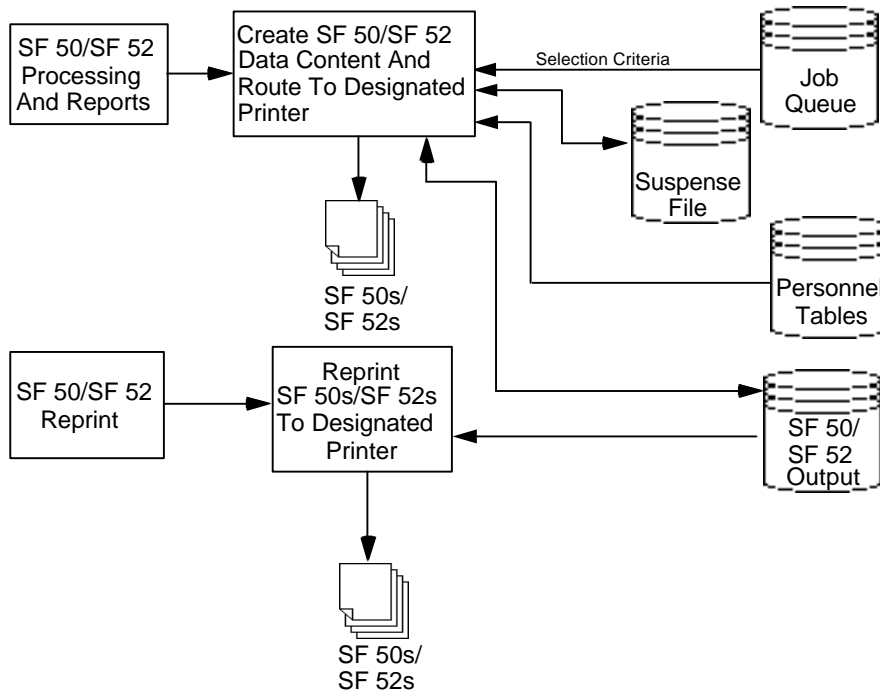 SF 50/SF 52
Processing
And Reports
Create SF 50/SF 52
Data Content And
Route To Designated
Printer
Selection Criteria
Job
Queue
Suspense
File
SF 50s/
SF 52s
Personnel
Tables
SF 50/SF 52
Reprint
Reprint
SF 50s/SF 52s
To Designated
Printer
SF 50/
SF 52
Output
SF 50s/
SF 52s